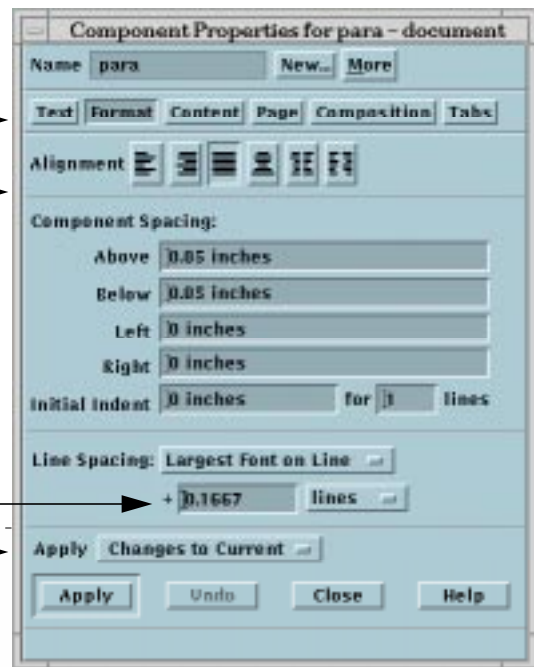 Component Properties for para – document
Name para New... More
Text Format Content Page Composition Tabs
Alignment
Component Spacing:
Above 0.05 inches
Below 0.05 inches
Left 0 inches
Right 0 inches
Initial Indent 0 inches for 1 lines
Line Spacing: Largest Font on Line
+ 0.1667 lines
Apply Changes to Current
Apply Undo Close Help